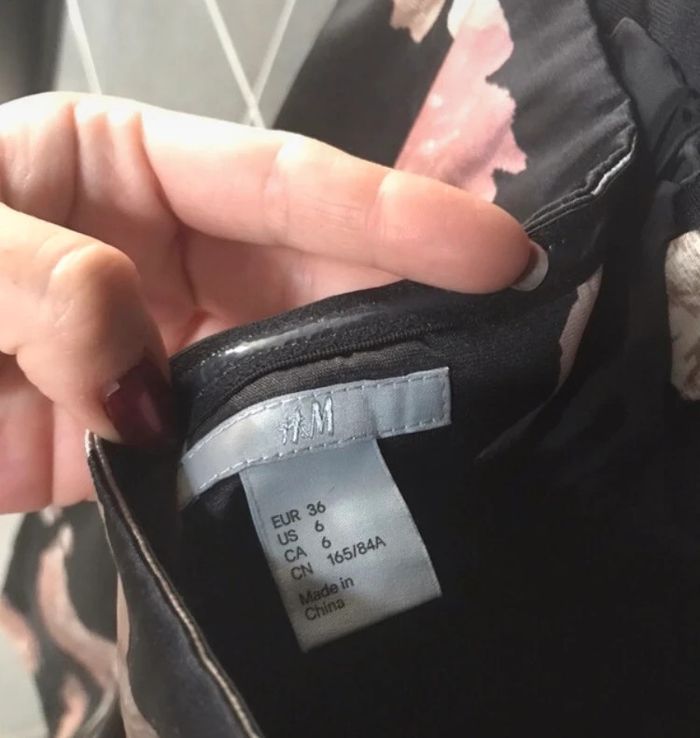 H&M
EUR 36
US 6
CA 6
CN 165/84A
Made in
China